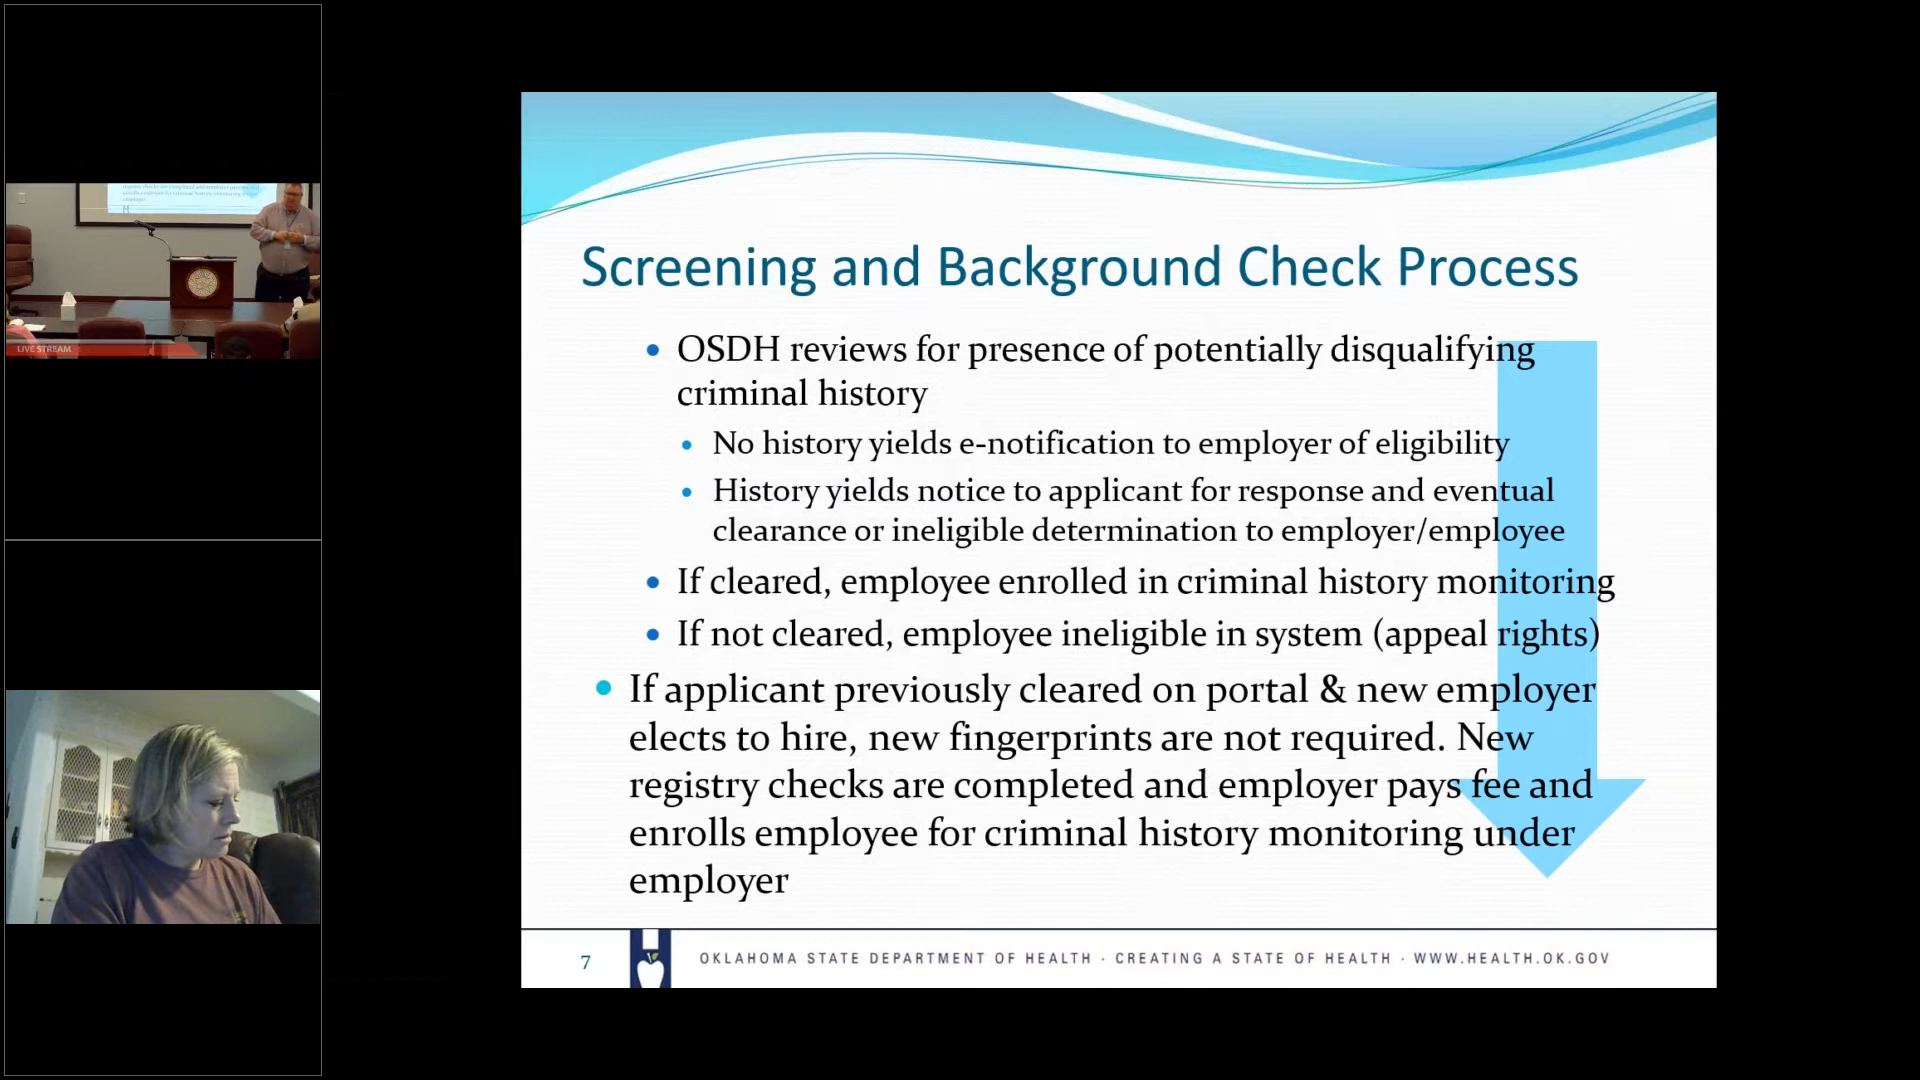 LIVE STREAM
Screening and Background Check Process
• OSDH reviews for presence of potentially disqualifying
criminal history
• No history yields e-notification to employer of eligibility
• History yields notice to applicant for response and eventual
clearance or ineligible determination to employer/employee
• If cleared, employee enrolled in criminal history monitoring
• If not cleared, employee ineligible in system (appeal rights)
• If applicant previously cleared on portal & new employer
elects to hire, new fingerprints are not required. New
registry checks are completed and employer pays fee and
enrolls employee for criminal history monitoring under
employer
7
OKLAHOMA STATE DEPARTMENT OF HEALTH · CREATING A STATE OF HEALTH · WWW.HEALTH.OK.GOV